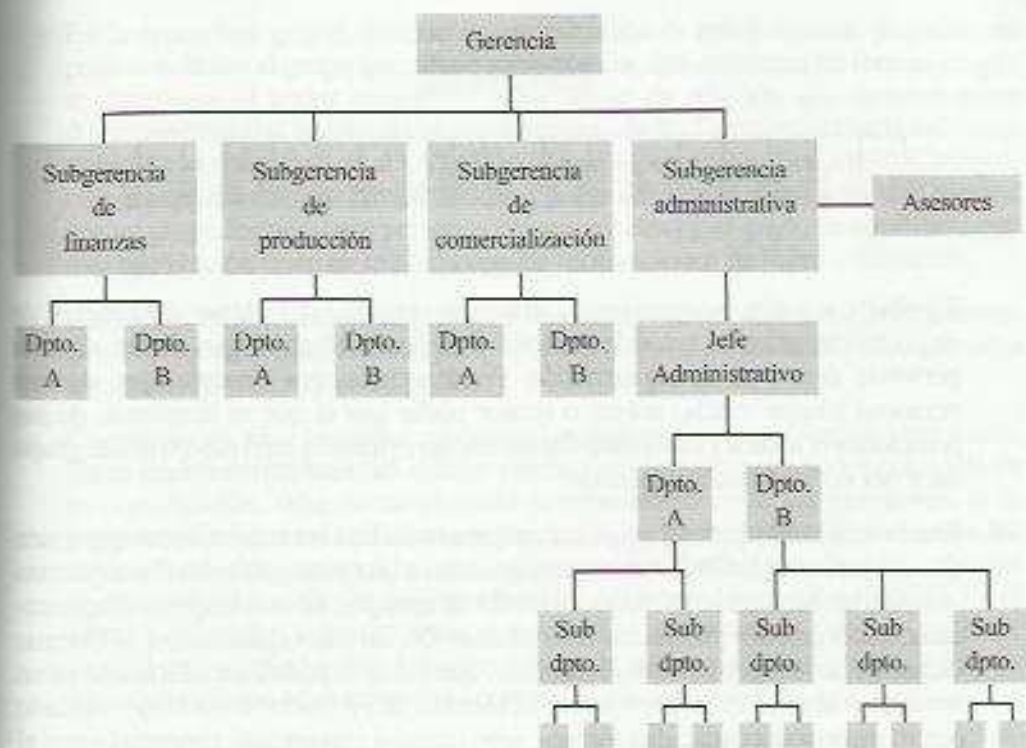 Gerencia
Subgerencia
de
finanzas
Subgerencia
de
producción
Subgerencia
de
comercialización
Subgerencia
administrativa
Asesores
Dpto.
A
Dpto.
B
Dpto.
A
Dpto.
B
Dpto.
A
Dpto.
B
Jefe
Administrativo
Dpto.
A
Dpto.
B
Sub
dpto.
Sub
dpto.
Sub
dpto.
Sub
dpto.
Sub
dpto.